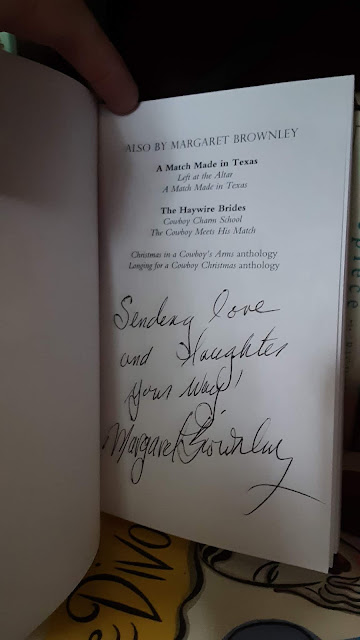 ALSO BY MARGARET BROWNLEY
A Match Made in Texas
Left at the Altar
A Match Made in Texas
The Haywire Brides
Cowboy Charm School
The Cowboy Meets His Match
Christmas in a Cowboy's Arms anthology
Longing for a Cowboy Christmas anthology
Sending love
and
your way!
Margaret Brownley
Divo